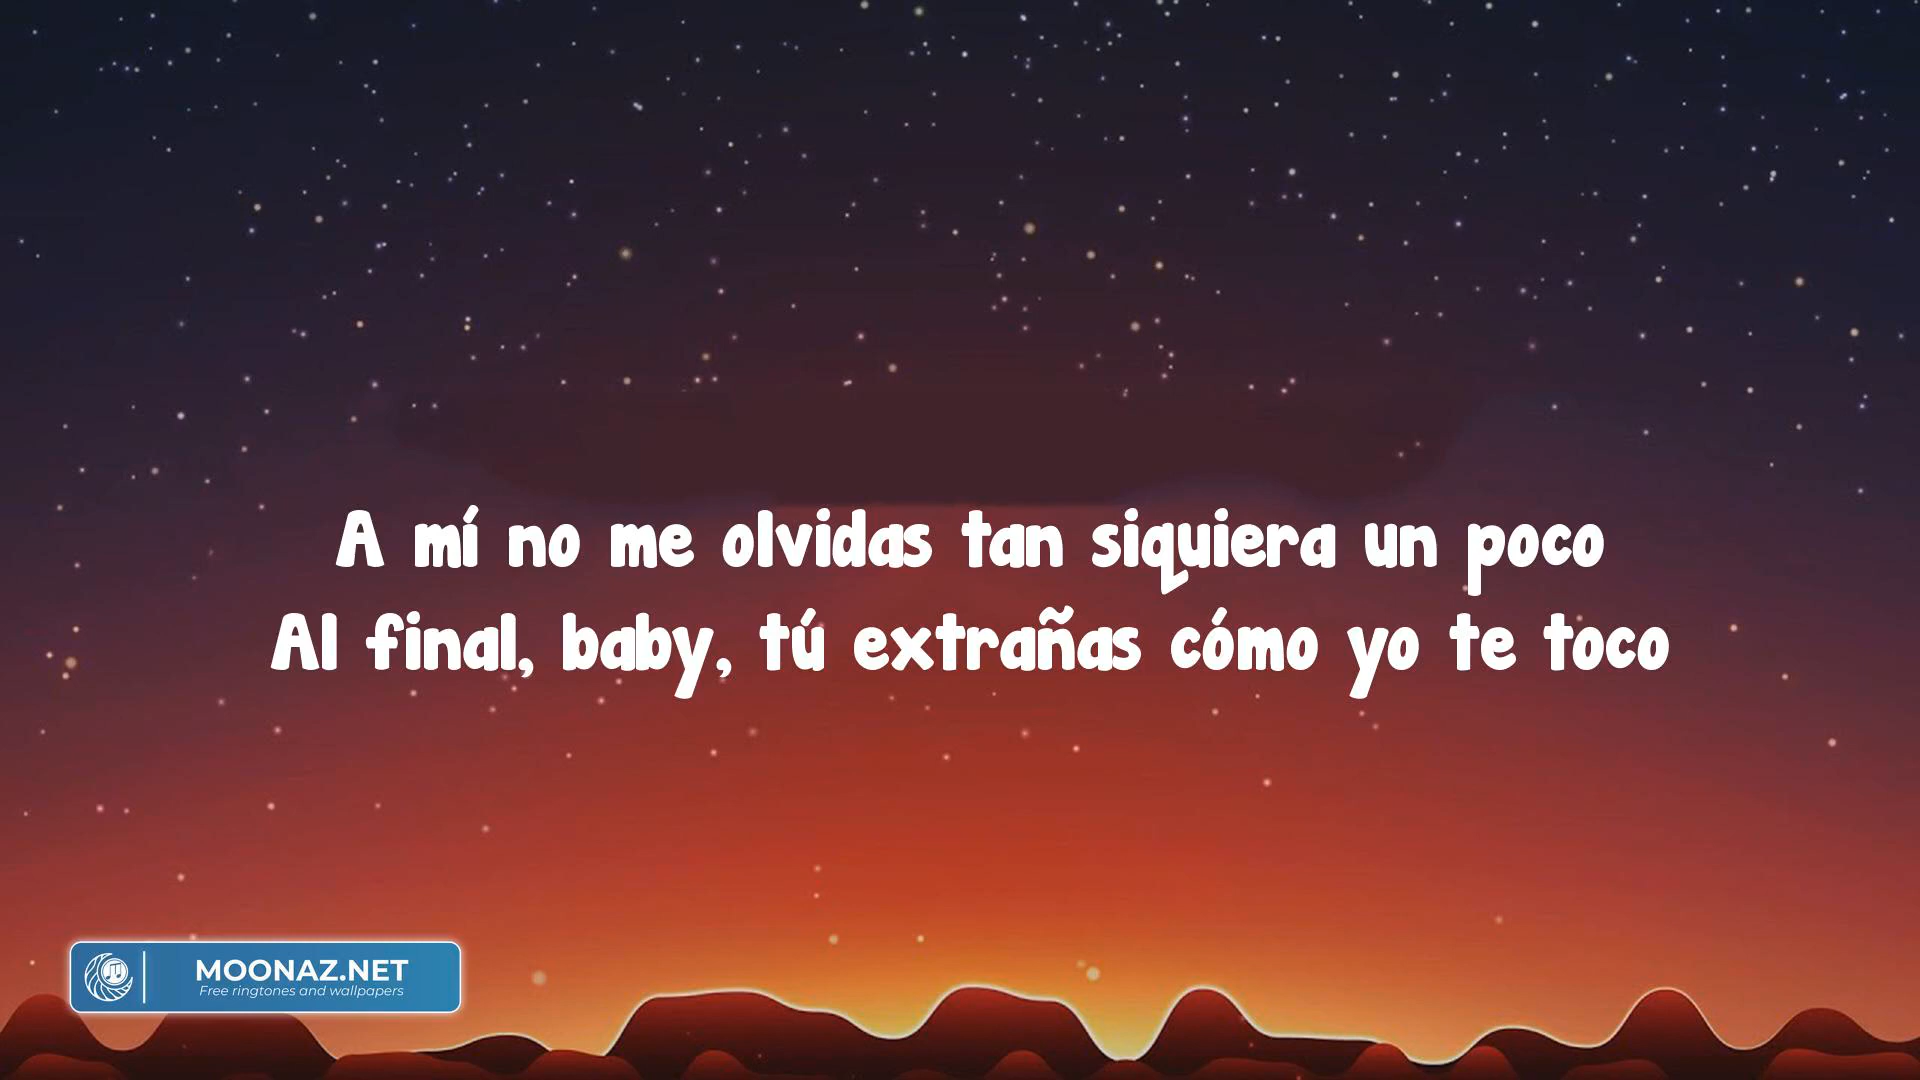 A mí no me olvidas tan siquiera un poco
Al final, baby, tú extrañas cómo yo te toco
MOONAZ.NET
Free ringtones and wallpapers